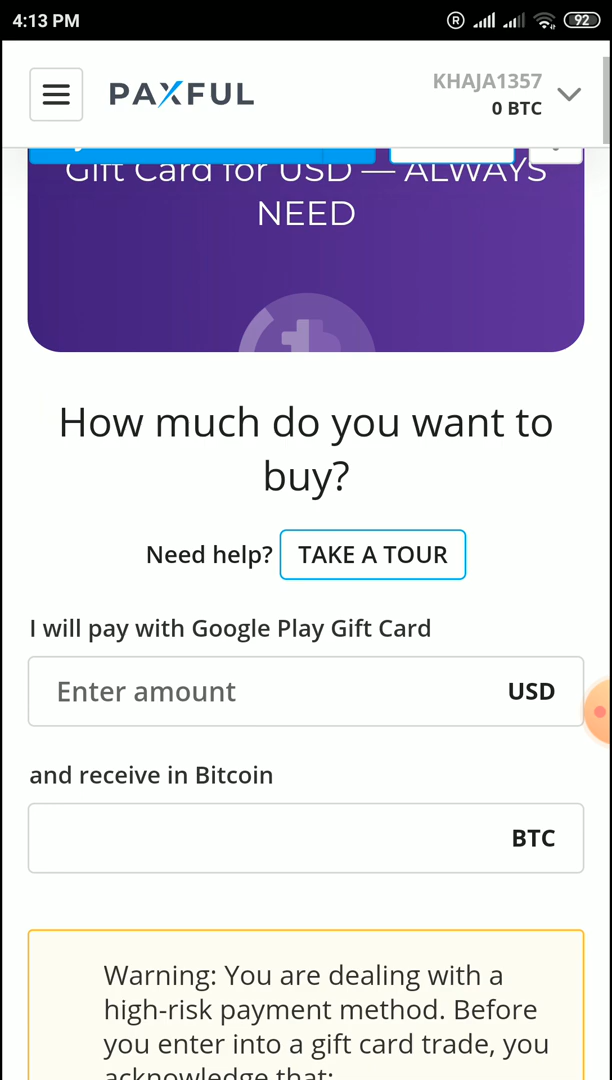 4:13 PM
R
92
PAXFUL
KHAJA1357
0 BTC
Gift Card for USD — ALWAYS
NEED
How much do you want to
buy?
Need help? TAKE A TOUR
I will pay with Google Play Gift Card
Enter amount USD
and receive in Bitcoin
BTC
Warning: You are dealing with a
high-risk payment method. Before
you enter into a gift card trade, you
acknowledge that: